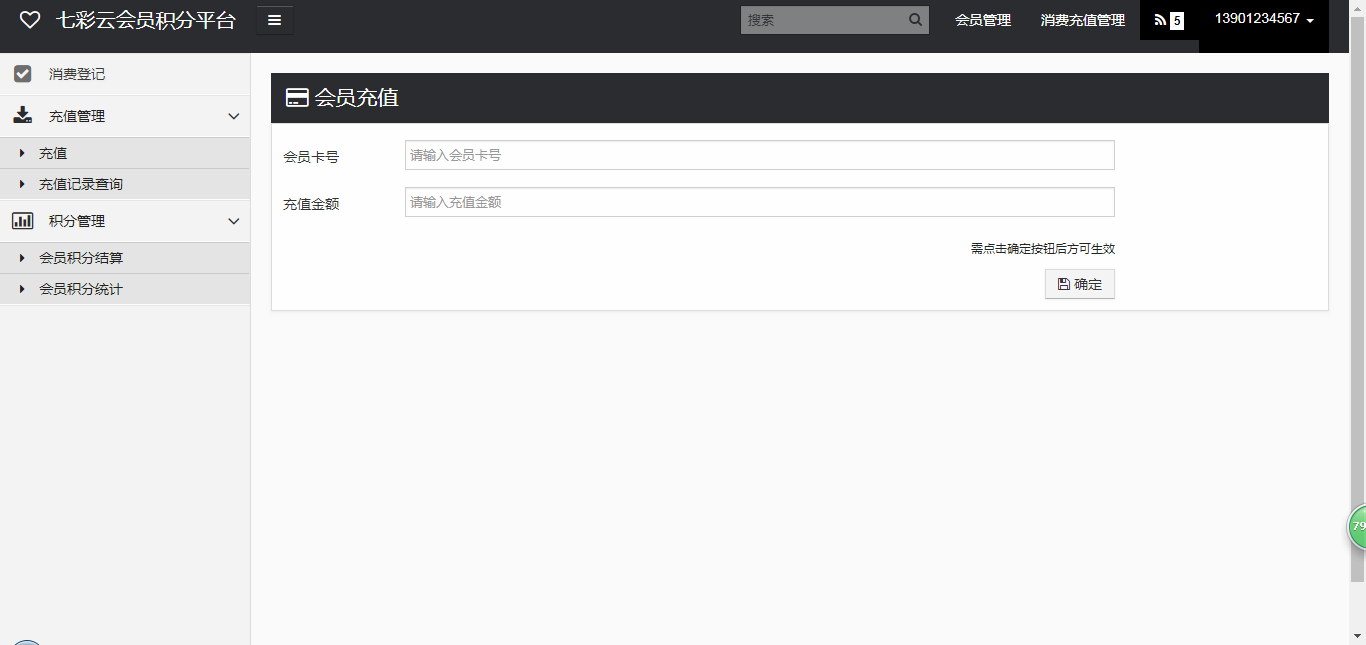 七彩云会员积分平台
搜索
会员管理
消费充值管理
5
13901234567
消费登记
充值管理
充值
充值记录查询
积分管理
会员积分结算
会员积分统计
会员充值
会员卡号
请输入会员卡号
充值金额
请输入充值金额
需点击确定按钮后方可生效
确定
79